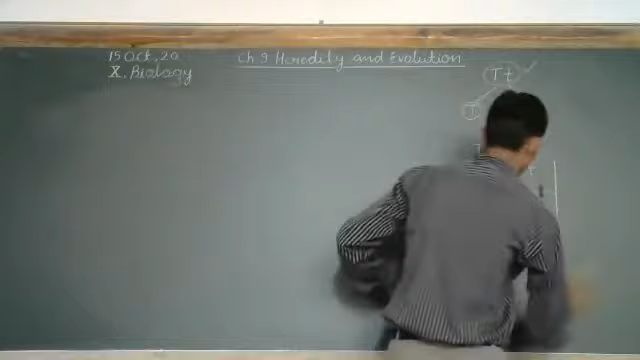 15 Oct, 20
X. Biology
Ch 9 Heredity and Evolution
Tt
T